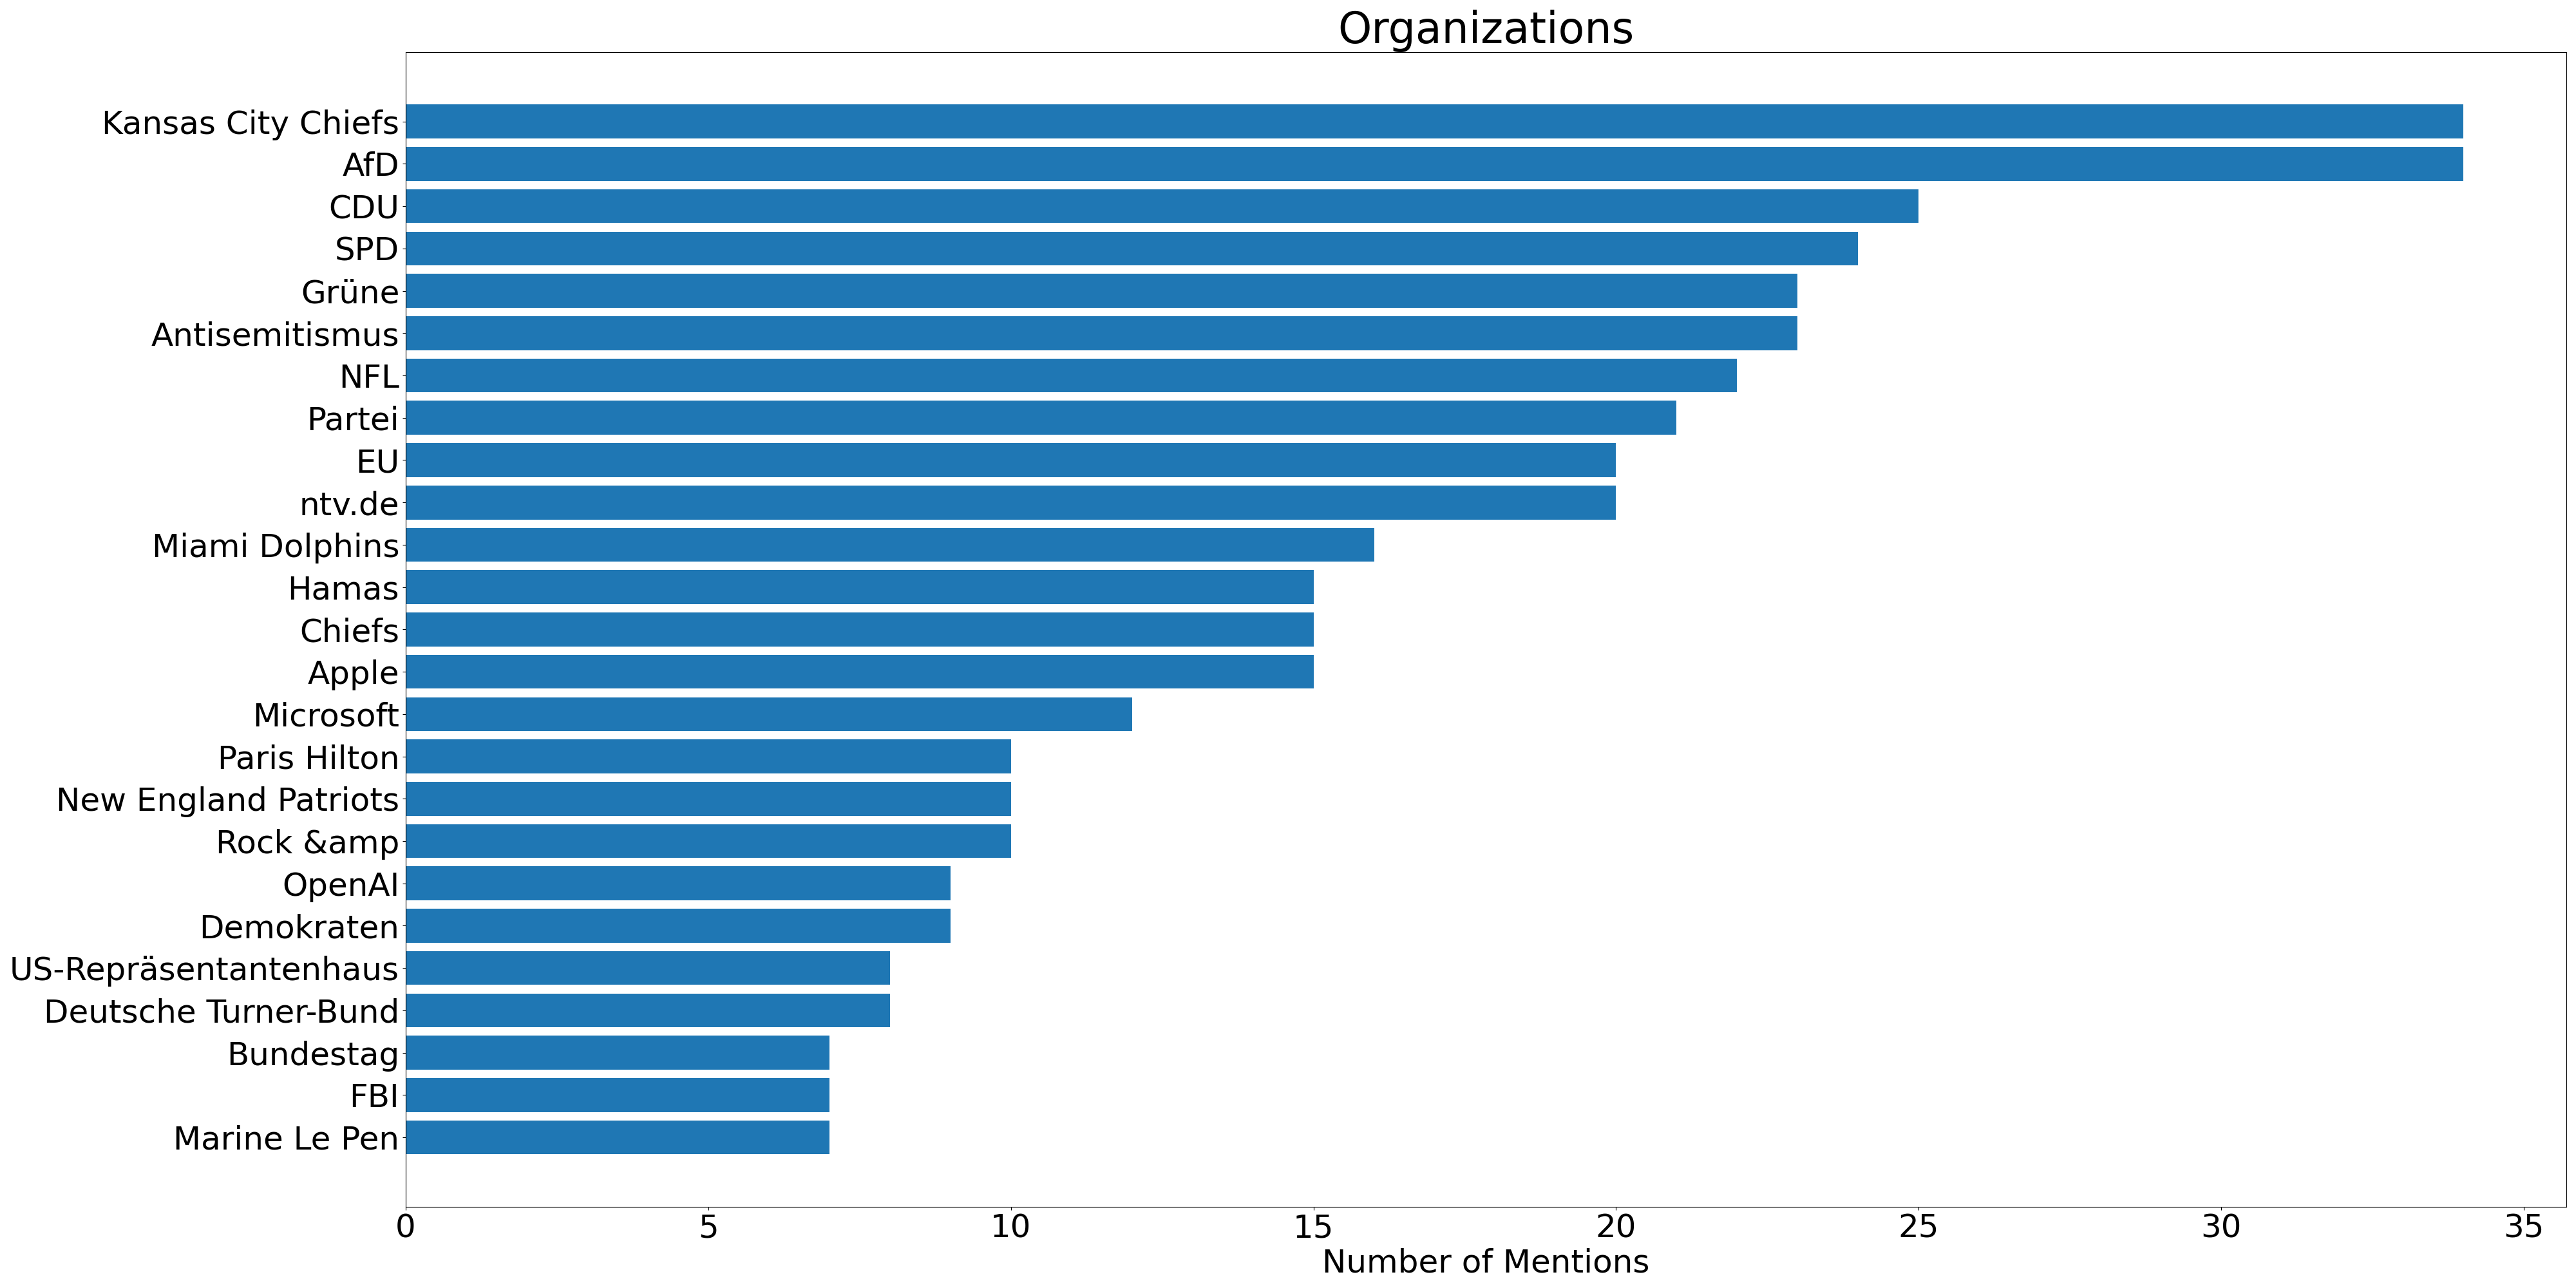 Organizations
Kansas City Chiefs
AfD
CDU
SPD
Grüne
Antisemitismus
NFL
Partei
EU
ntv.de
Miami Dolphins
Hamas
Chiefs
Apple
Microsoft
Paris Hilton
New England Patriots
Rock &amp
OpenAI
Demokraten
US-Repräsentantenhaus
Deutsche Turner-Bund
Bundestag
FBI
Marine Le Pen
0 5 10 15 20 25 30 35
Number of Mentions